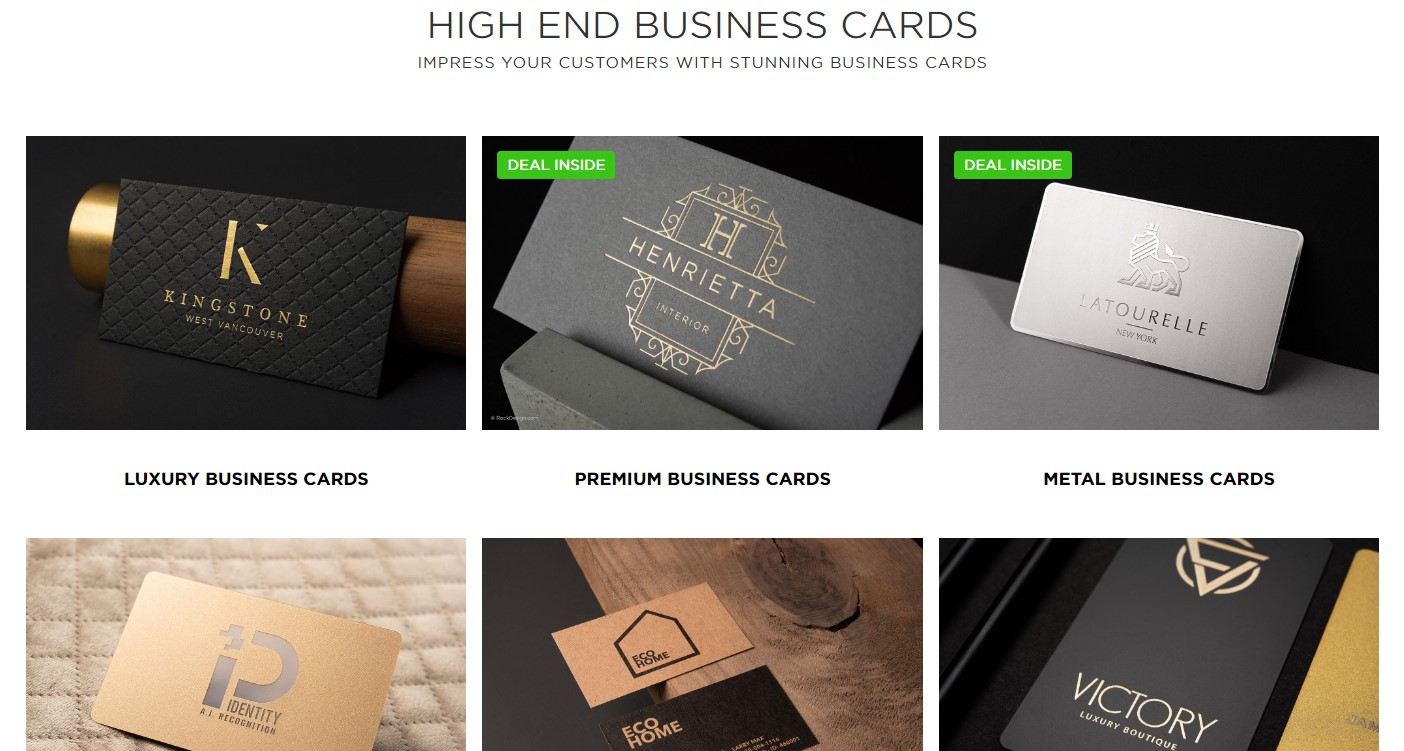 HIGH END BUSINESS CARDS
IMPRESS YOUR CUSTOMERS WITH STUNNING BUSINESS CARDS
K
KINGSTONE
WEST VANCOUVER
DEAL INSIDE
H
HENRIETTA
INTERIOR
© RockDesign.com
DEAL INSIDE
LATOURELLE
NEW YORK
LUXURY BUSINESS CARDS
PREMIUM BUSINESS CARDS
METAL BUSINESS CARDS
iD
IDENTITY
A.I. RECOGNITION
ECO
HOME
ECO
HOME
LARRY MAX
VICTORY
LUXURY BOUTIQUE